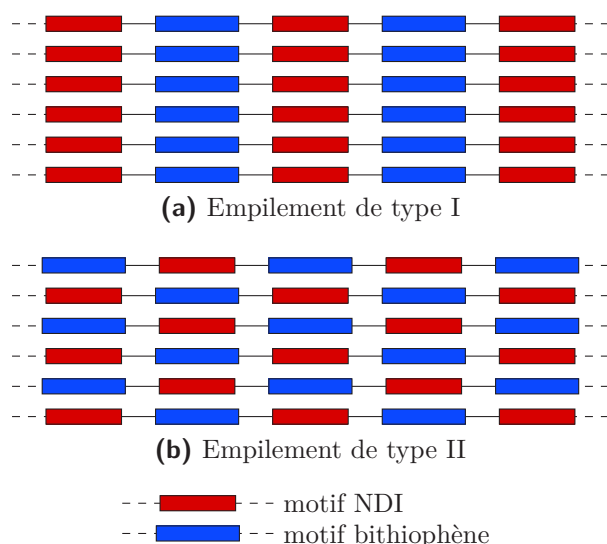 (a) Empilement de type I
(b) Empilement de type II
motif NDI
motif bithiophène